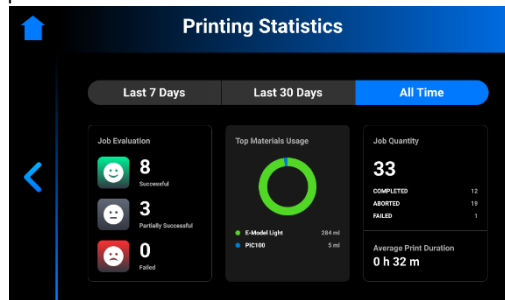 Printing Statistics
Last 7 Days
Last 30 Days
All Time
Job Evaluation
8
Successful
3
Partially Successful
0
Failed
Top Materials Usage
E-Model Light 284 ml
PIC100 5 ml
Job Quantity
33
COMPLETED 12
ABORTED 19
FAILED 1
Average Print Duration
0 h 32 m